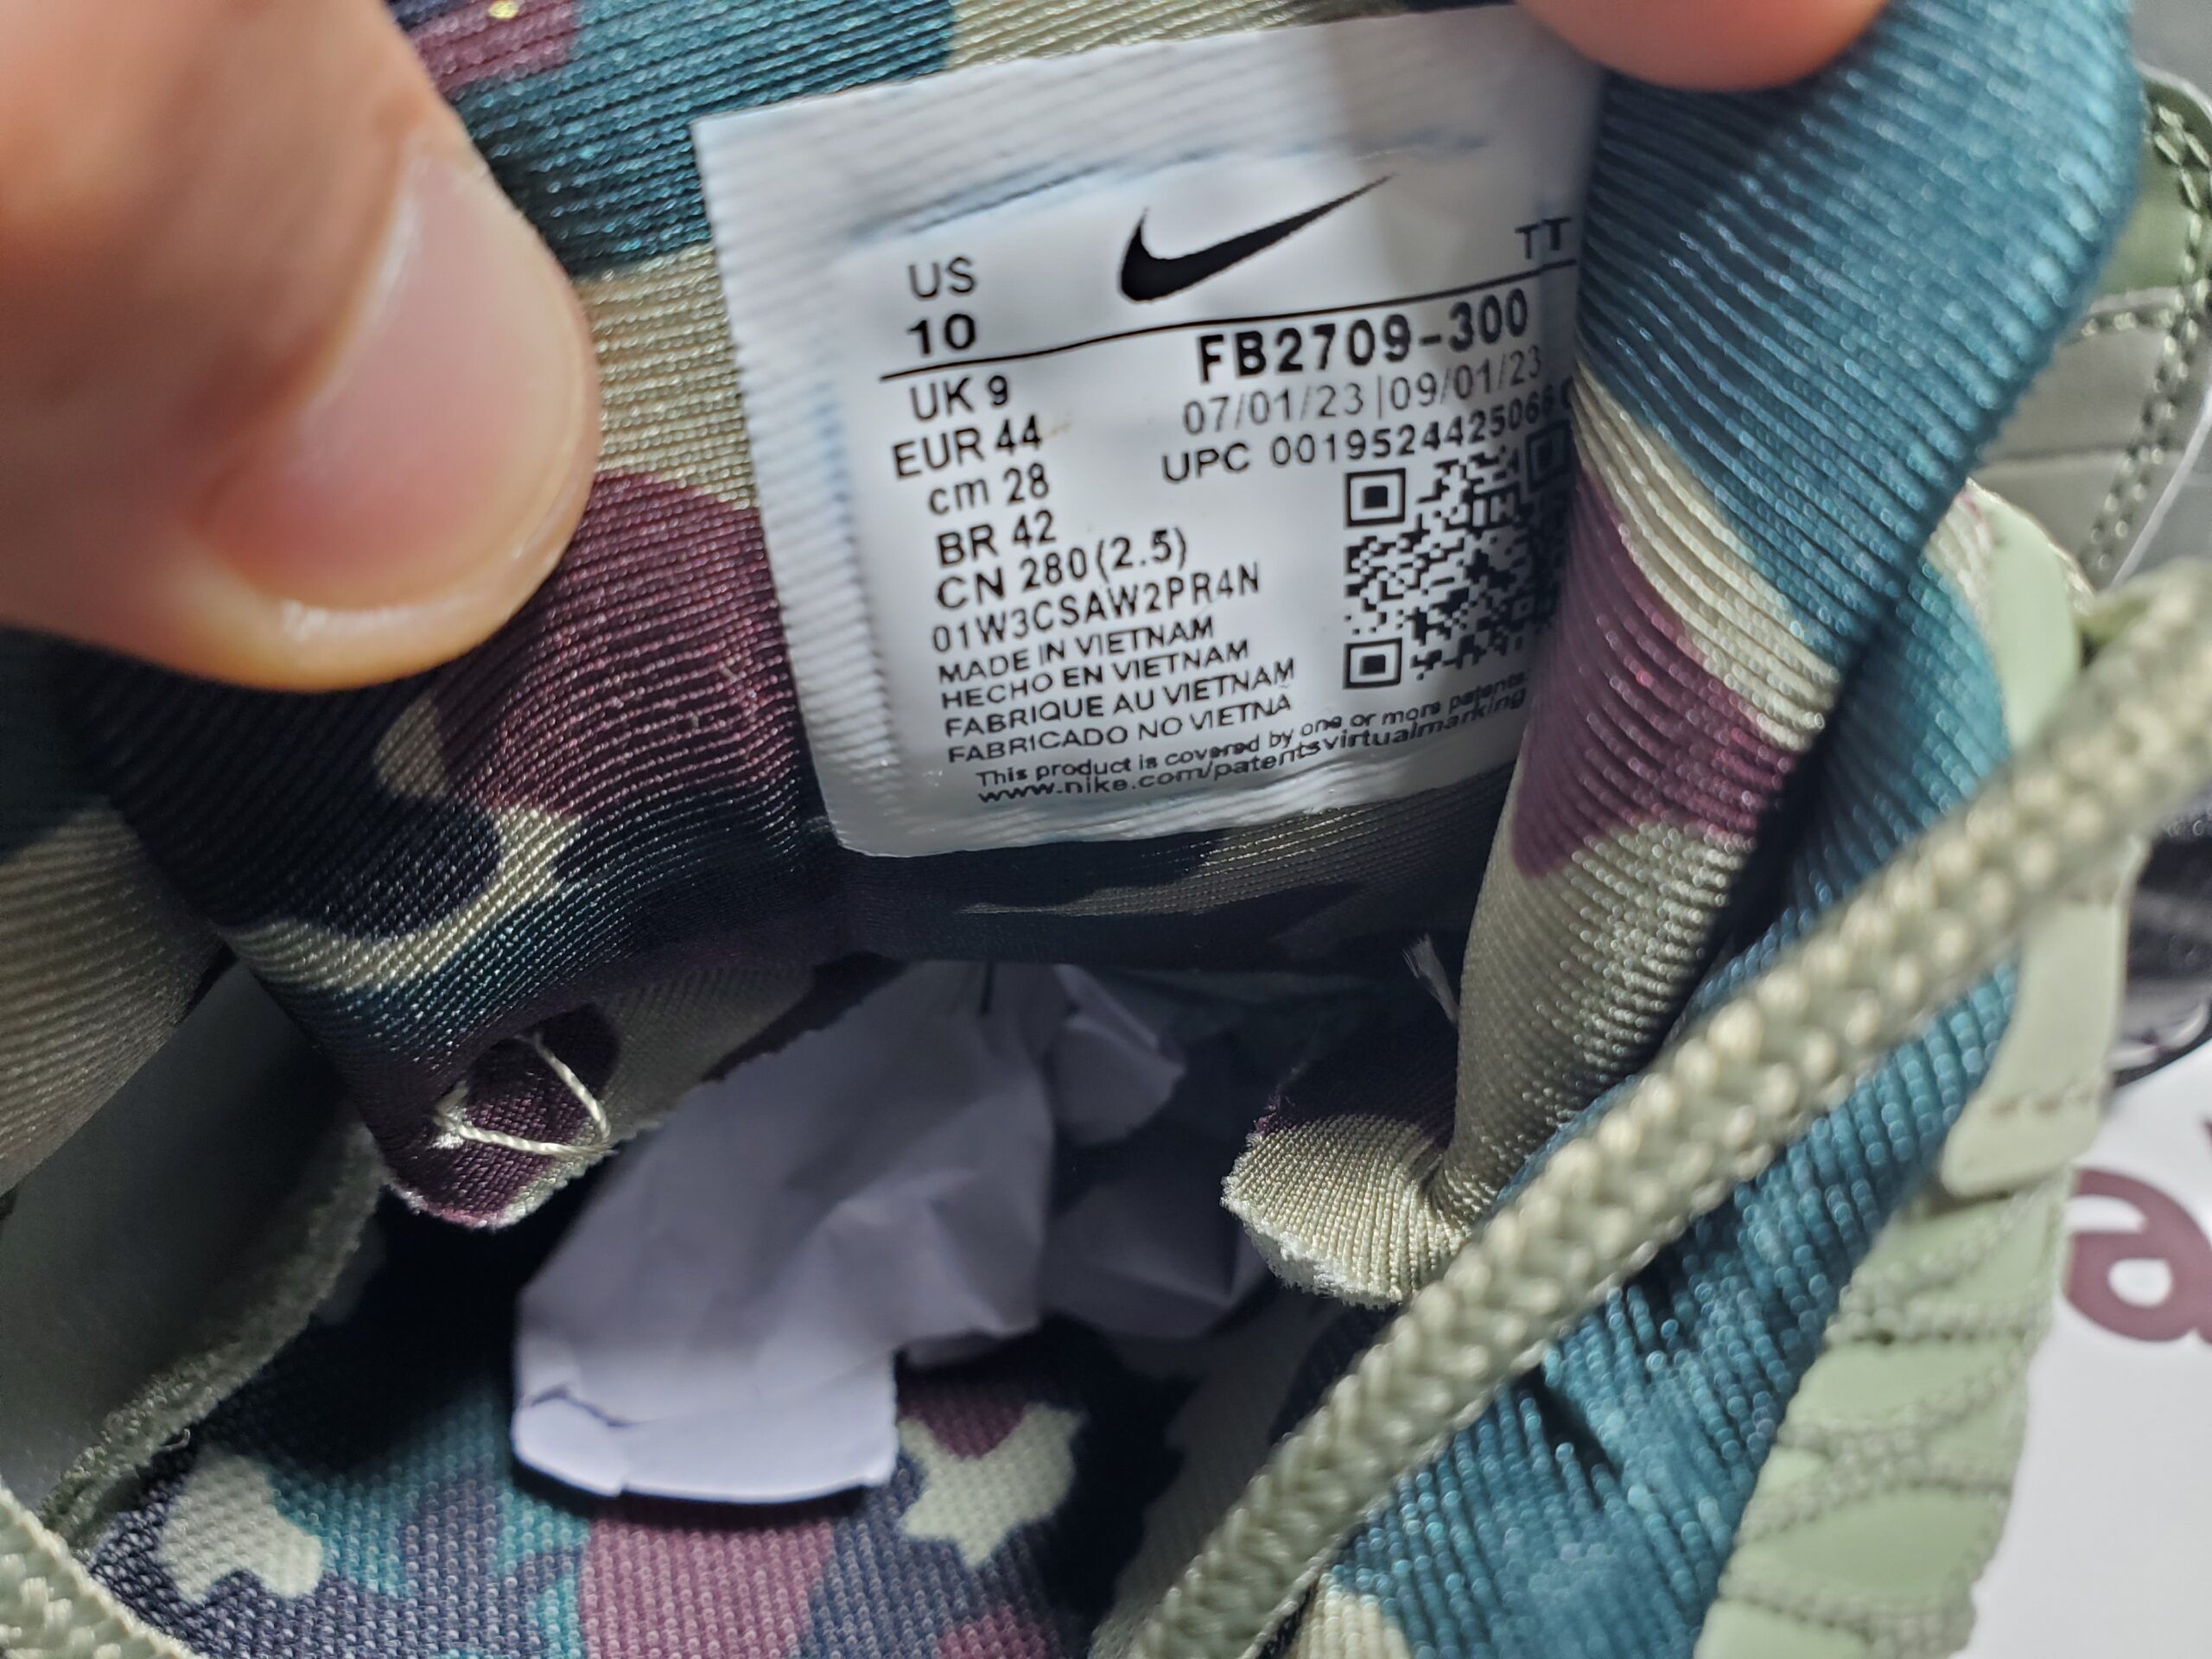 US
10
TT
FB2709-300
07/01/23|09/01/23
UPC
UK 9
EUR 44
cm 28
BR 42
CN 280(2.5)
01W3CSAW2PR4N
MADE IN VIETNAM
HECHO EN VIETNAM
FABRIQUE AU VIETNAM
FABRICADO NO VIETNÃ
This product is covered by one or more patents.
www.nike.com/patentsvirtualmarking